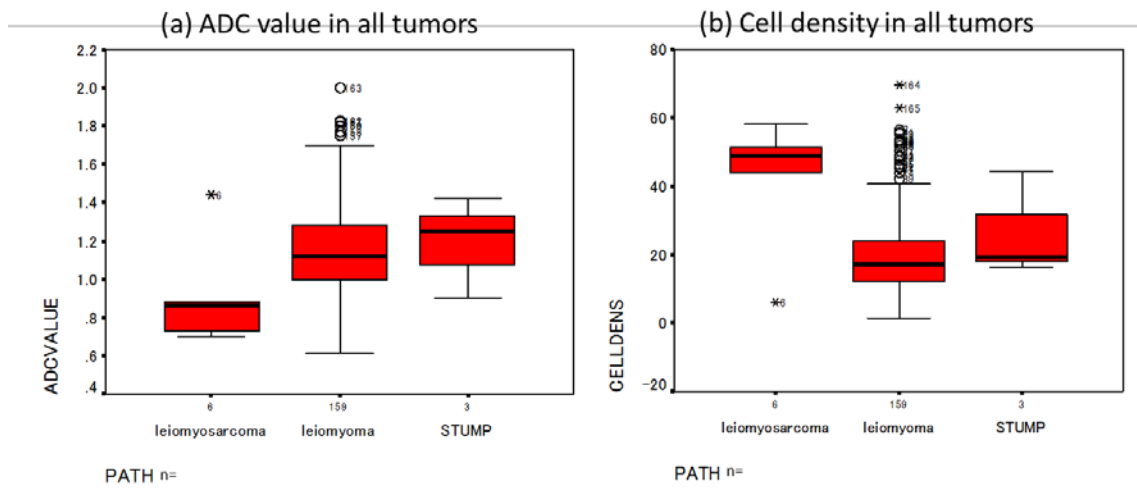 (a) ADC value in all tumors
(b) Cell density in all tumors
2.2
2.0
1.8
1.6
1.4
1.2
1.0
.8
.6
.4
ADCVALUE
163
157
6
6 159 3
leiomyosarcoma leiomyoma STUMP
PATH n=
80
60
40
20
0
-20
CELLDENS
164
165
6
6 159 3
leiomyosarcoma leiomyoma STUMP
PATH n=